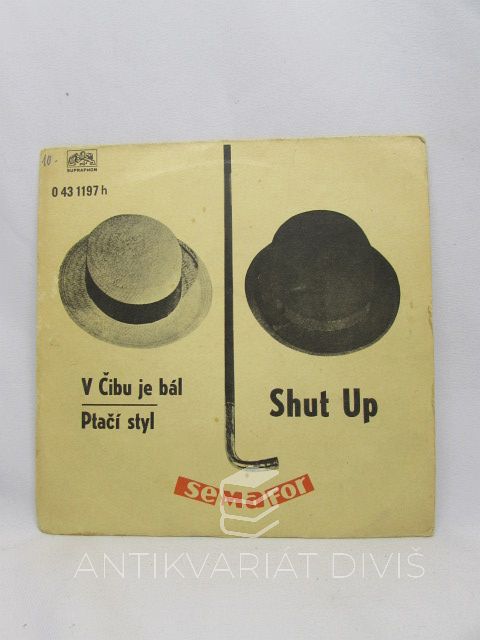 10
SUPRAPHON
0 43 1197 h
V Čibu je bál
Ptačí styl
Shut Up
semafor
ANTIKVARIÁT DIVIŠ